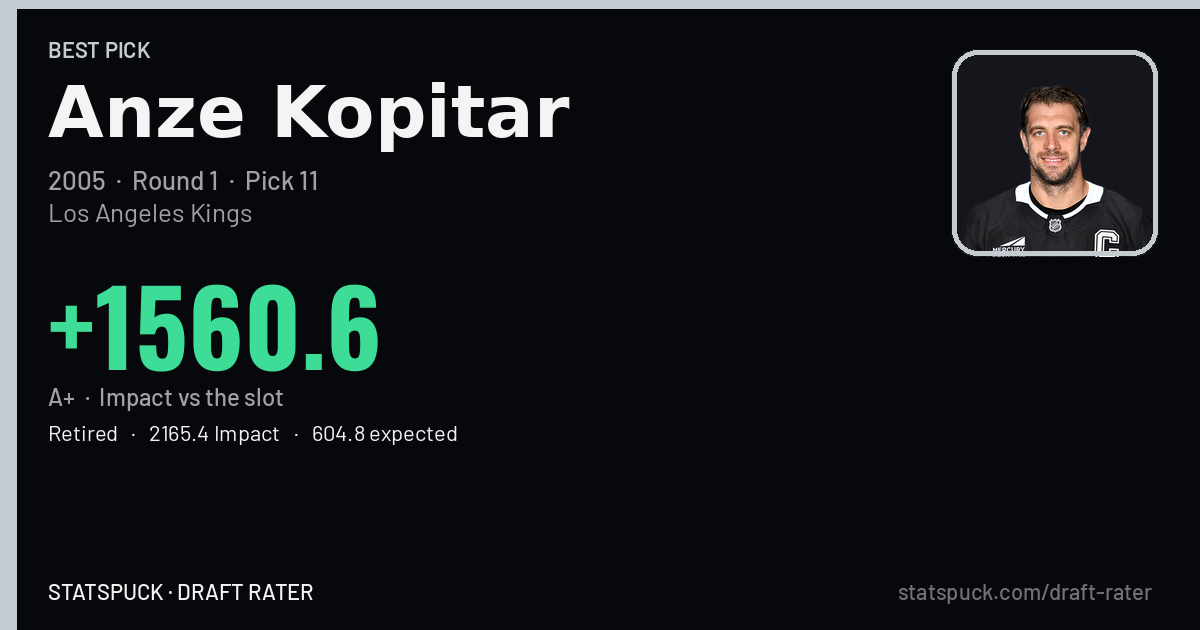 BEST PICK
Anze Kopitar
2005 · Round 1 · Pick 11
Los Angeles Kings
+1560.6
A+ · Impact vs the slot
Retired · 2165.4 Impact · 604.8 expected
MERCURY
C
STATSPUCK · DRAFT RATER
statspuck.com/draft-rater